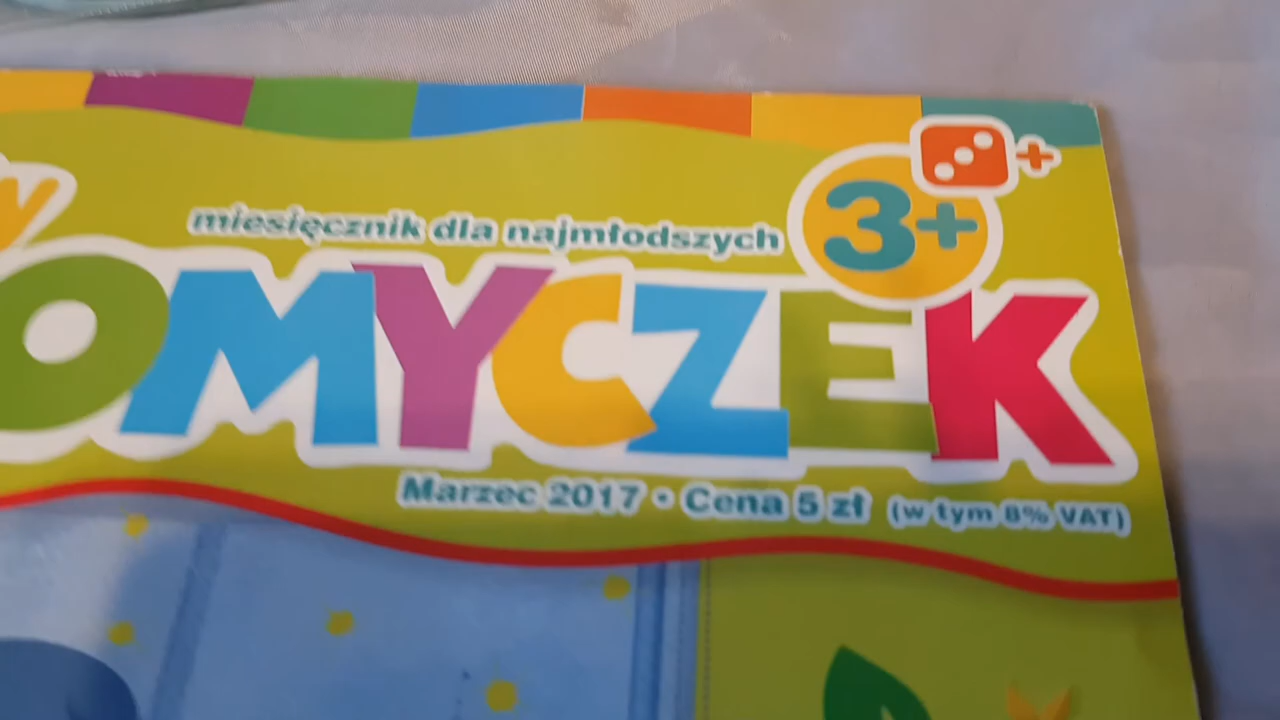 y
miesięcznik dla najmłodszych
3+
OMYCZEK
Marzec 2017 • Cena 5 zł (w tym 8% VAT)